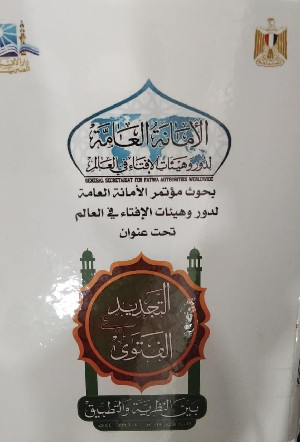 الأمانة العامة
لدور وهيئات الإفتاء في العالم
GENERAL SECRETARIAT FOR FATWA AUTHORITIES WORLDWIDE
بحوث مؤتمر الأمانة العامة
لدور وهيئات الإفتاء في العالم
تحت عنوان
التجديد
في
الفتوى
بين النظرية والتطبيق